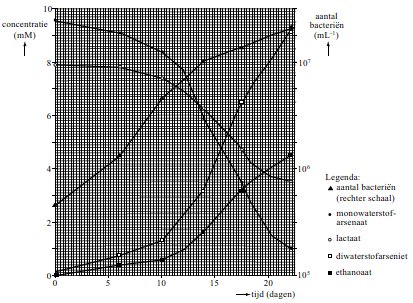 concentratie
(mM)
10
8
6
4
2
0
0
5
10
15
20
tijd (dagen)
aantal
bacteriën
(mL⁻¹)
10⁷
10⁶
10⁵
Legenda:
aantal bacteriën
(rechter schaal)
monowaterstof-
arsenaat
lactaat
diwaterstofarseniet
ethanoaat